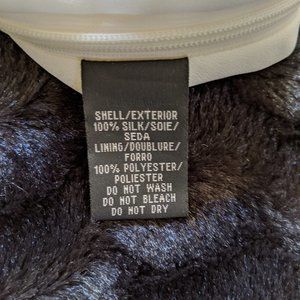 SHELL/EXTERIOR
100% SILK/SOIE/
SEDA
LINING/DOUBLURE/
FORRO
100% POLYESTER/
POLIESTER
DO NOT WASH
DO NOT BLEACH
DO NOT DRY